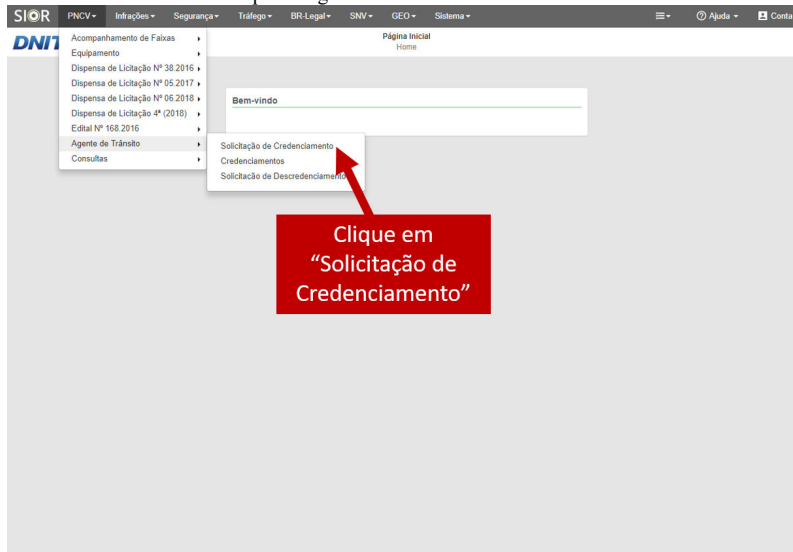 SIOR PNCV Infrações Segurança Tráfego BR-Legal SNV GEO Sistema Ajuda Conta
DNIT
Página Inicial
Home
Acompanhamento de Faixas
Equipamento
Dispensa de Licitação Nº 38.2016
Dispensa de Licitação Nº 05.2017
Dispensa de Licitação Nº 06.2018
Dispensa de Licitação 4ª (2018)
Edital Nº 168.2016
Agente de Trânsito
Consultas
Bem-vindo
Solicitação de Credenciamento
Credenciamentos
Solicitação de Descredenciamento
Clique em
“Solicitação de
Credenciamento”